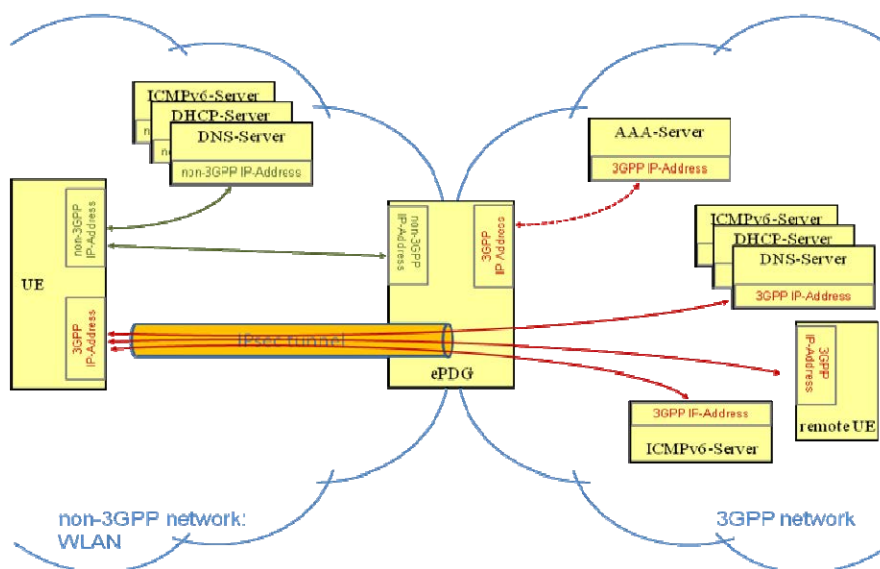 ICMPv6-Server
DHCP-Server
DNS-Server
non-3GPP IP-Address
UE
non-3GPP
IP-Address
3GPP
IP-Address
IPsec tunnel
non-3GPP
IP-Address
3GPP
IP-Address
ePDG
AAA-Server
3GPP IP-Address
ICMPv6-Server
DHCP-Server
DNS-Server
3GPP IP-Address
3GPP
IP-Address
remote UE
3GPP IP-Address
ICMPv6-Server
non-3GPP network:
WLAN
3GPP network